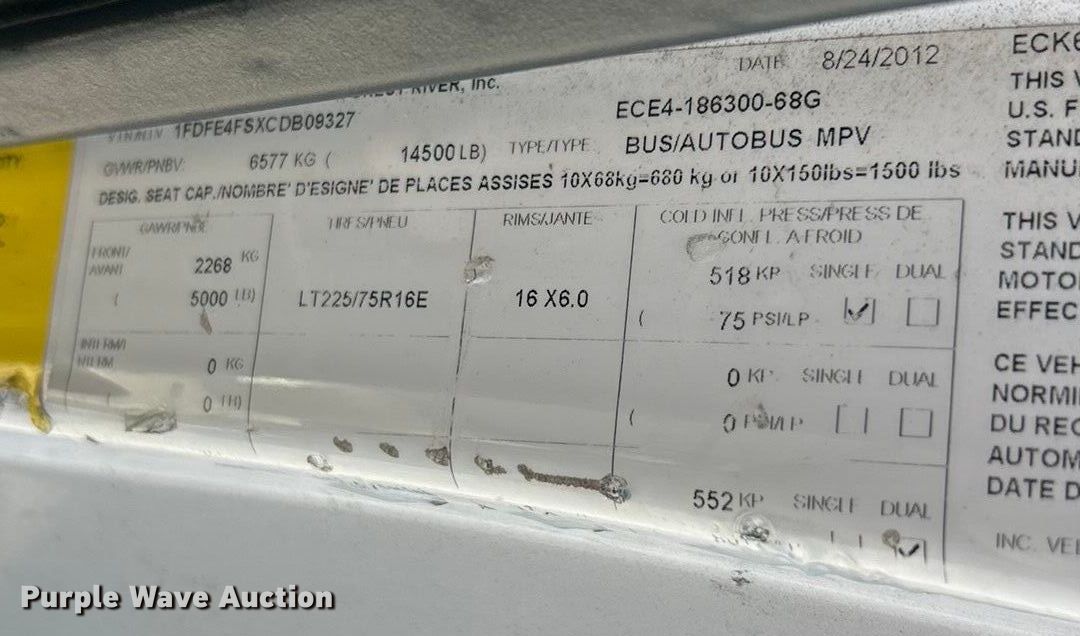 DATE 8/24/2012
RIVER, Inc.
1FDFE4FSXCDB09327
ECE4-186300-68G
GVWR/PNBV: 6577 KG ( 14500 LB) TYPE/TYPE BUS/AUTOBUS MPV
DESIG. SEAT CAP./NOMBRE' D'ESIGNE' DE PLACES ASSISES 10X68kg=680 kg or 10X150lbs=1500 lbs
GAWR/PNBE TIRES/PNEU RIMS/JANTE COLD INFL. PRESS/PRESS DE
GONFL. A FROID
FRONT/
AVANT 2268 KG 518 KP SINGLE DUAL
( 5000 LB) LT225/75R16E 16 X6.0 ( 75 PSI/LP
INTERM/
INTERM 0 KG 0 KP SINGLE DUAL
( 0 LB) ( 0 PSI/LP
552 KP SINGLE DUAL
ECK6
THIS V
U.S. F
STAND
MANU
THIS V
STAND
MOTO
EFFEC
CE VEH
NORMI
DU REC
AUTOM
DATE D
INC. VE
Purple Wave Auction